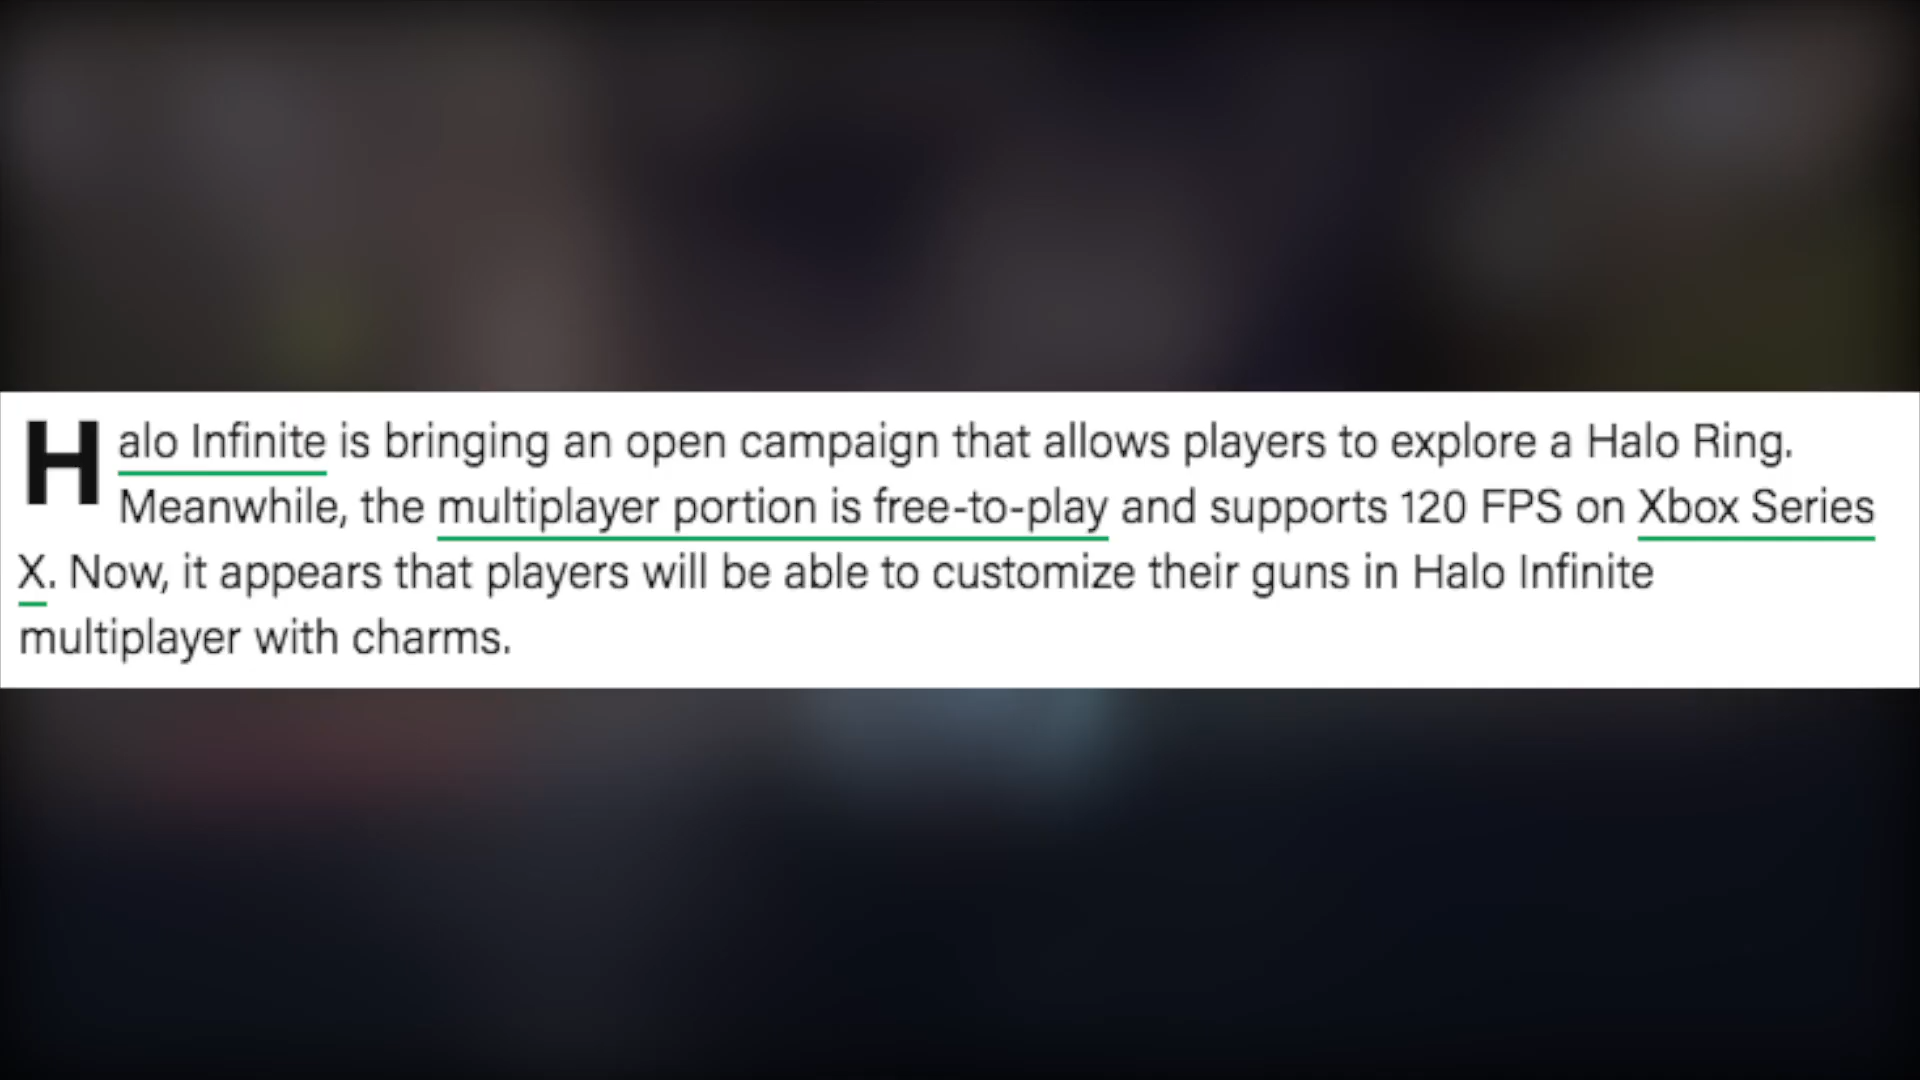 Halo Infinite is bringing an open campaign that allows players to explore a Halo Ring.
Meanwhile, the multiplayer portion is free-to-play and supports 120 FPS on Xbox Series
X. Now, it appears that players will be able to customize their guns in Halo Infinite
multiplayer with charms.